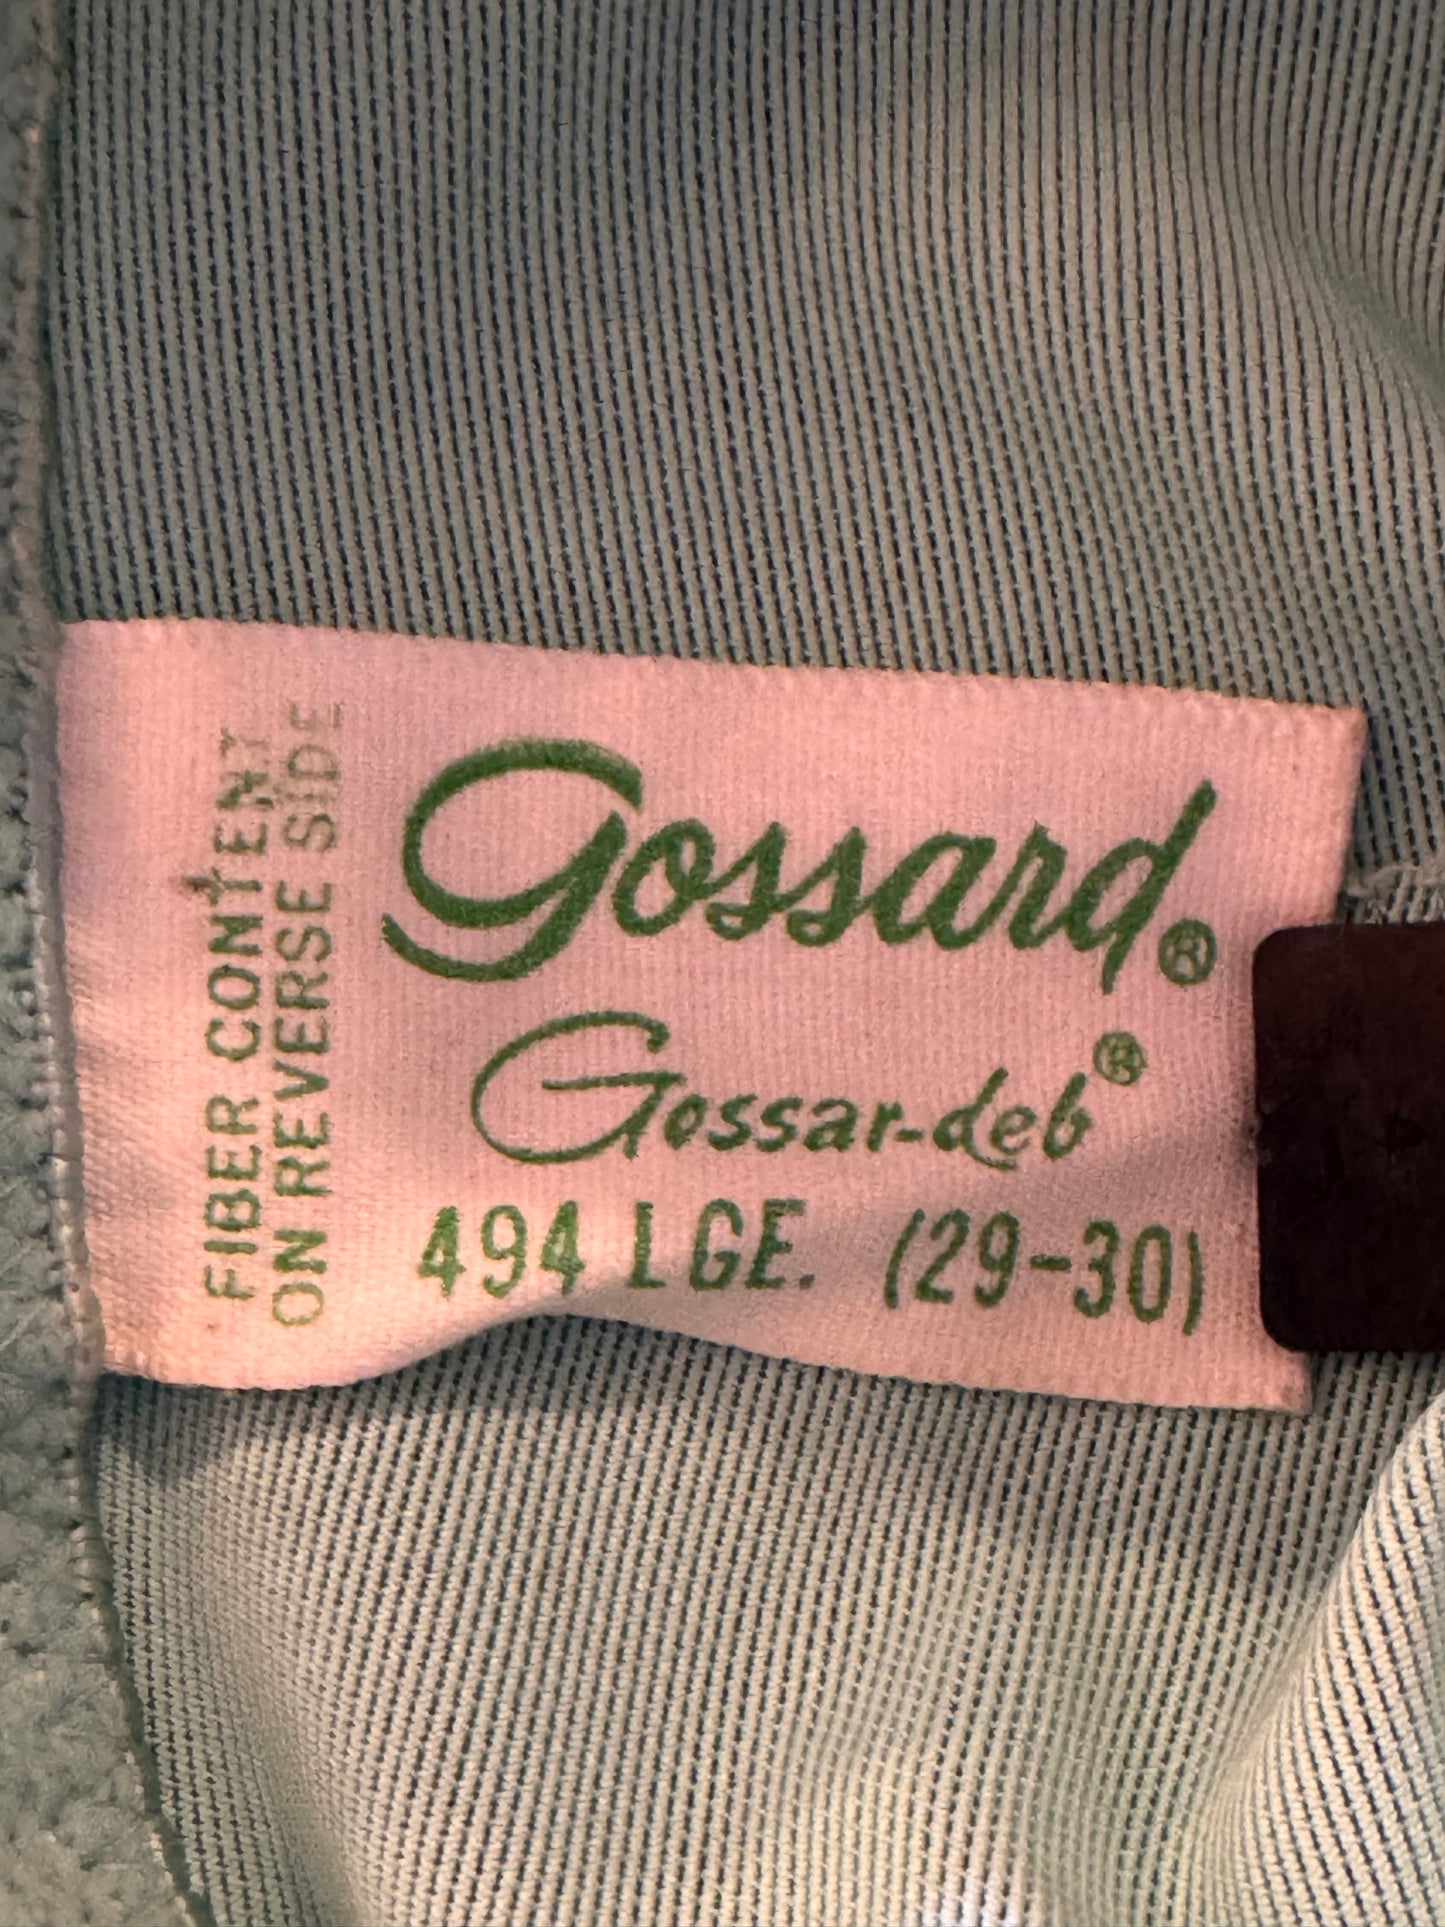 FIBER CONTENT
ON REVERSE SIDE
Gossard®
Gossar-deb®
494 LGE. (29-30)